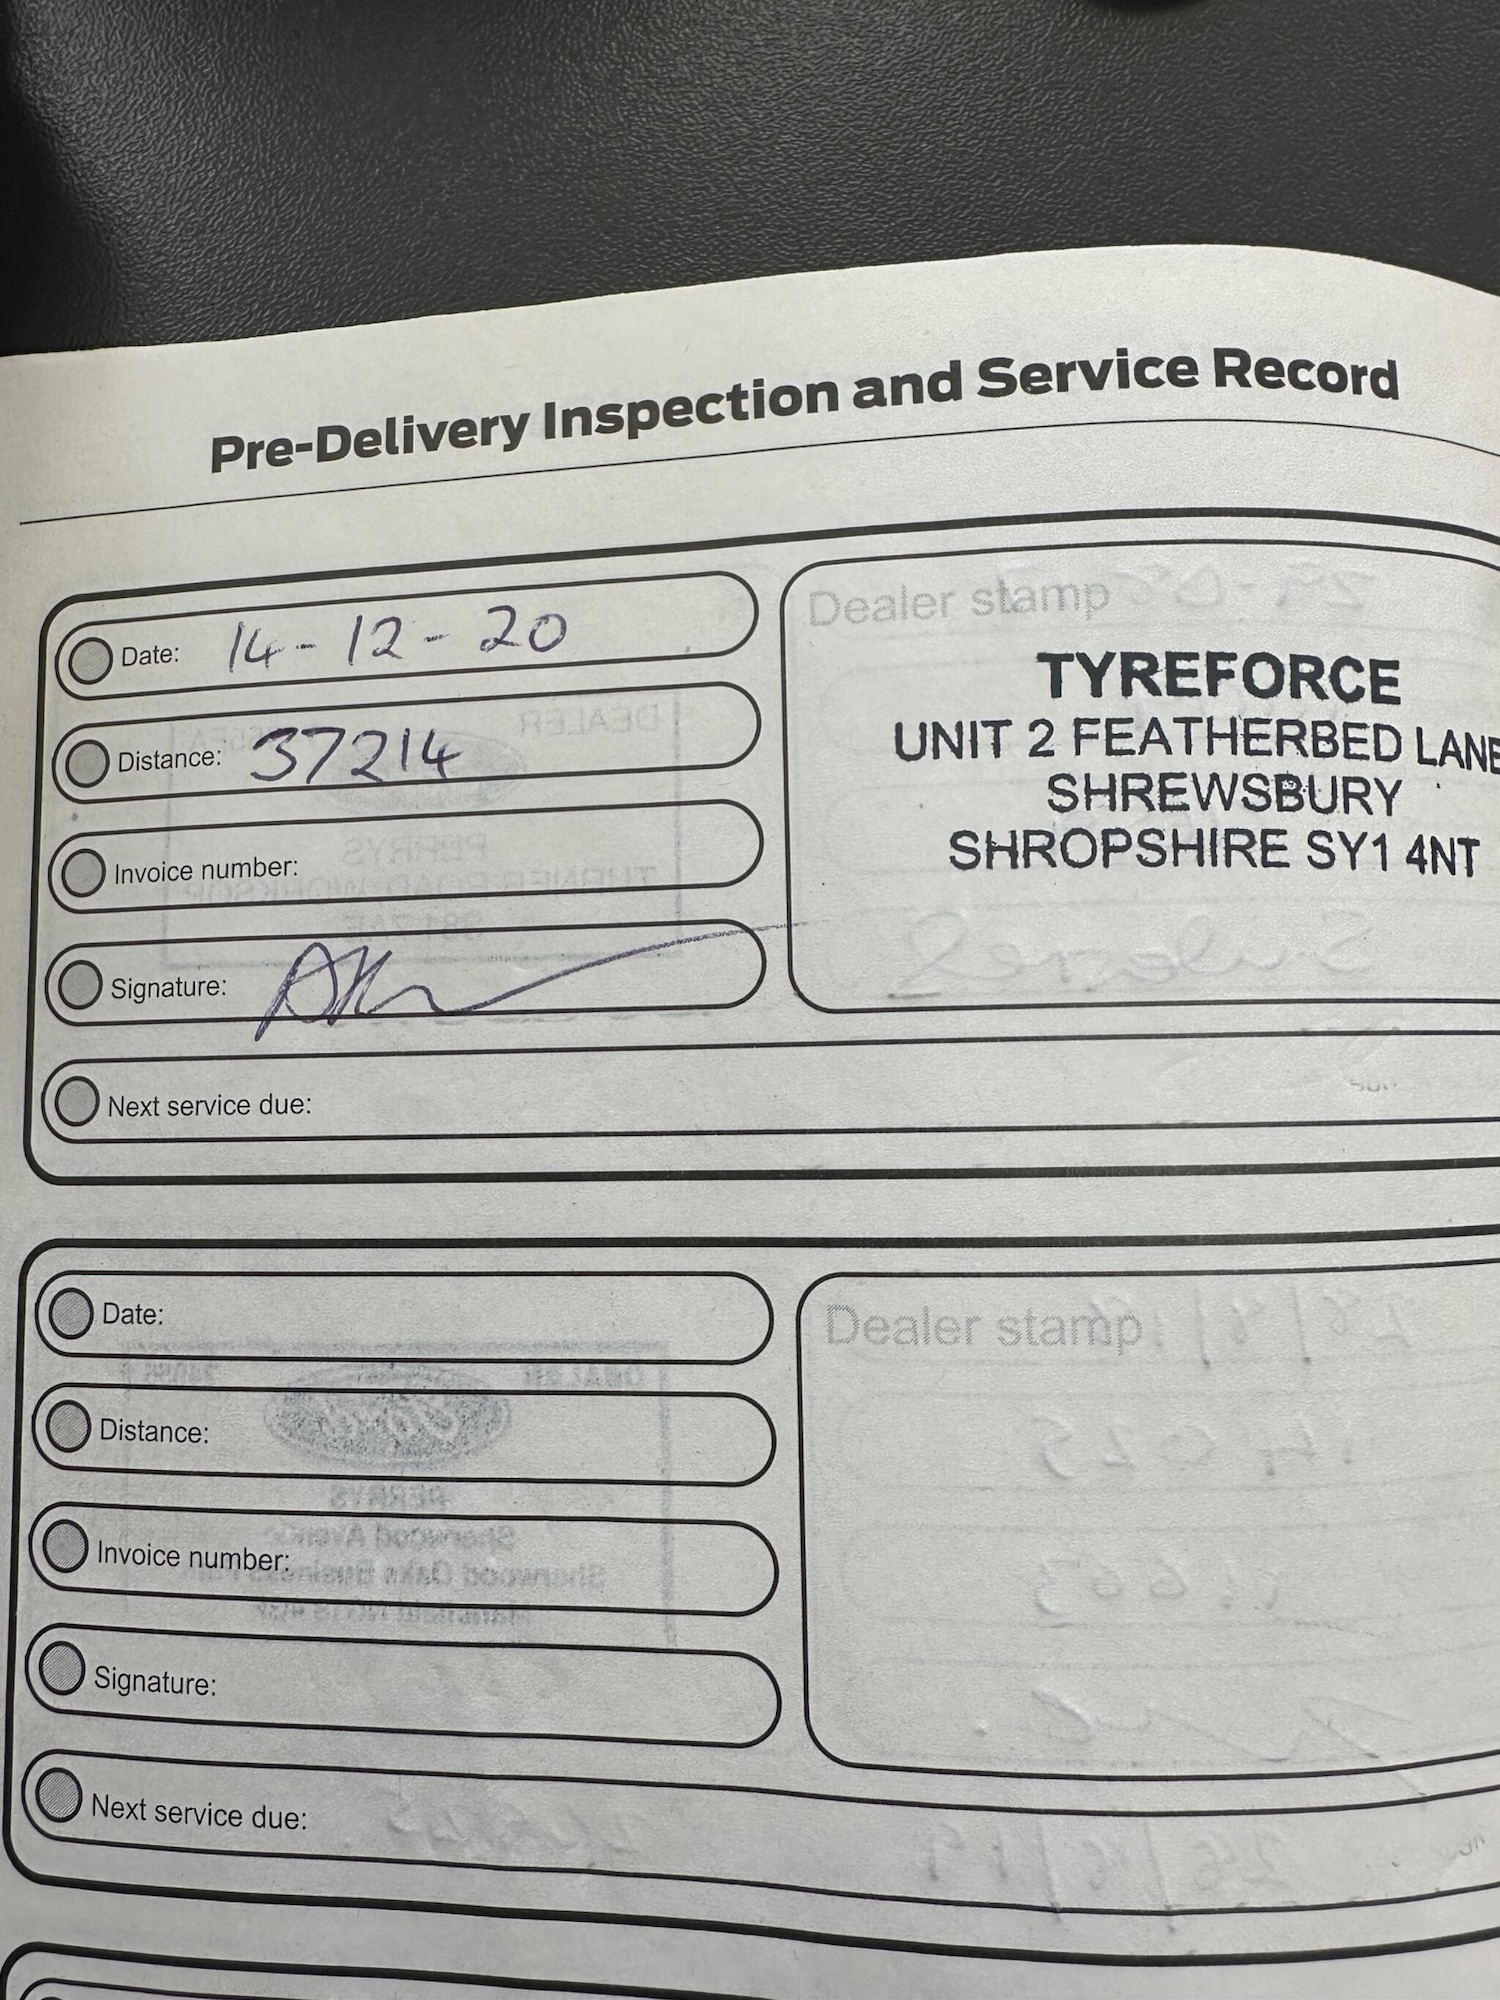 Pre-Delivery Inspection and Service Record
Date: 14-12-20
Distance: 37214
Invoice number:
Signature:
Next service due:
Dealer stamp
TYREFORCE
UNIT 2 FEATHERBED LANE
SHREWSBURY
SHROPSHIRE SY1 4NT
Date:
Distance:
Invoice number:
Signature:
Next service due:
Dealer stamp